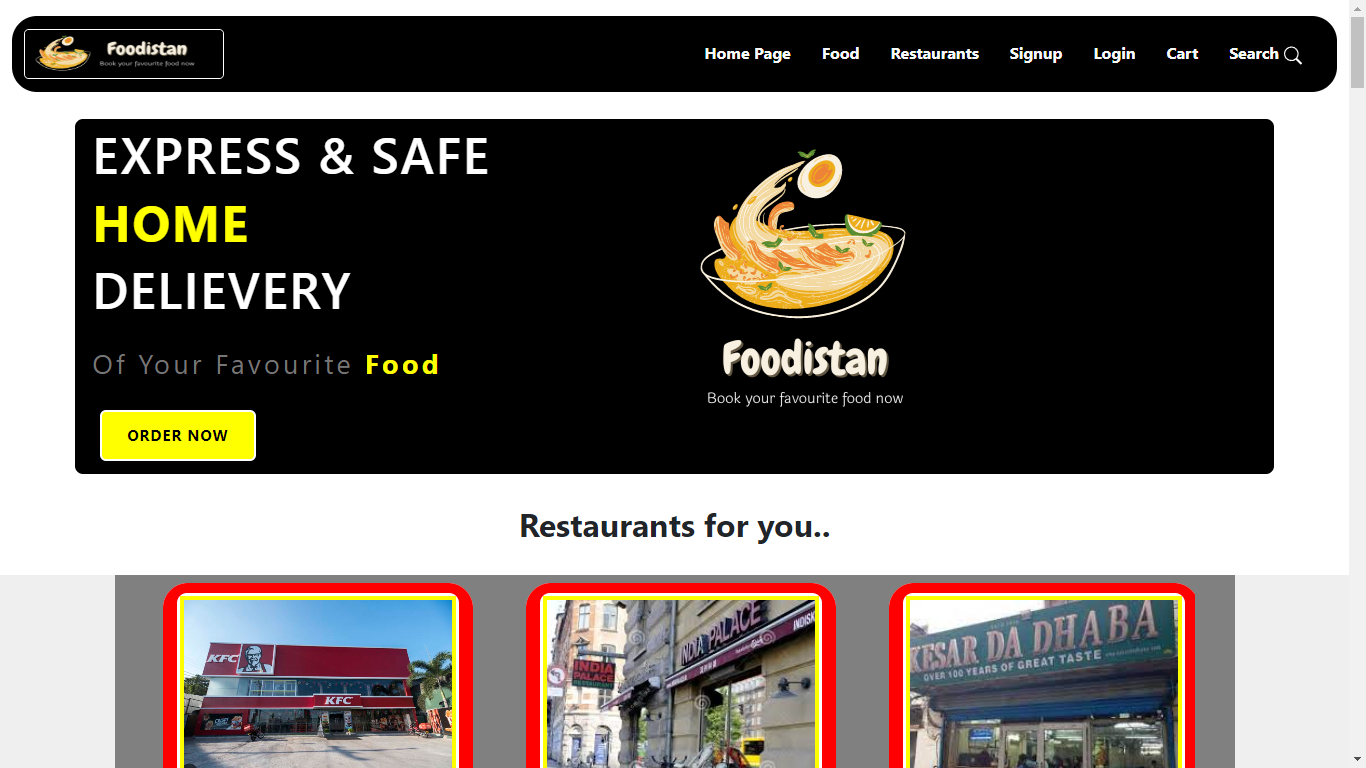 Foodistan
Book your favourite food now
Home Page Food Restaurants Signup Login Cart Search
EXPRESS & SAFE
HOME
DELIEVERY
Of Your Favourite Food
ORDER NOW
Foodistan
Book your favourite food now
Restaurants for you..
KFC
KFC
INDIA PALACE
INDIA
PALACE
KESAR DA DHABA
OVER 100 YEARS OF GREAT TASTE